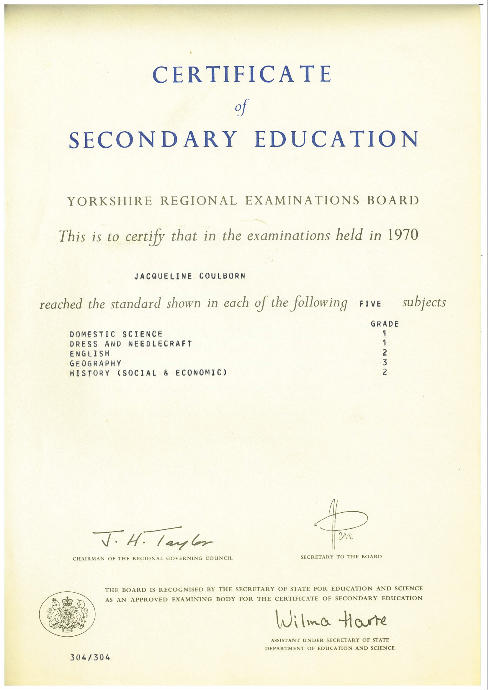 CERTIFICATE
of
SECONDARY EDUCATION
YORKSHIRE REGIONAL EXAMINATIONS BOARD
This is to certify that in the examinations held in 1970
JACQUELINE COULBORN
reached the standard shown in each of the following FIVE subjects
GRADE
DOMESTIC SCIENCE 1
DRESS AND NEEDLECRAFT 1
ENGLISH 2
GEOGRAPHY 3
HISTORY (SOCIAL & ECONOMIC) 2
J. H. Taylor
CHAIRMAN OF THE REGIONAL GOVERNING COUNCIL
SECRETARY TO THE BOARD
THE BOARD IS RECOGNISED BY THE SECRETARY OF STATE FOR EDUCATION AND SCIENCE
AS AN APPROVED EXAMINING BODY FOR THE CERTIFICATE OF SECONDARY EDUCATION
Wilma Harte
ASSISTANT UNDER SECRETARY OF STATE
DEPARTMENT OF EDUCATION AND SCIENCE
304/304